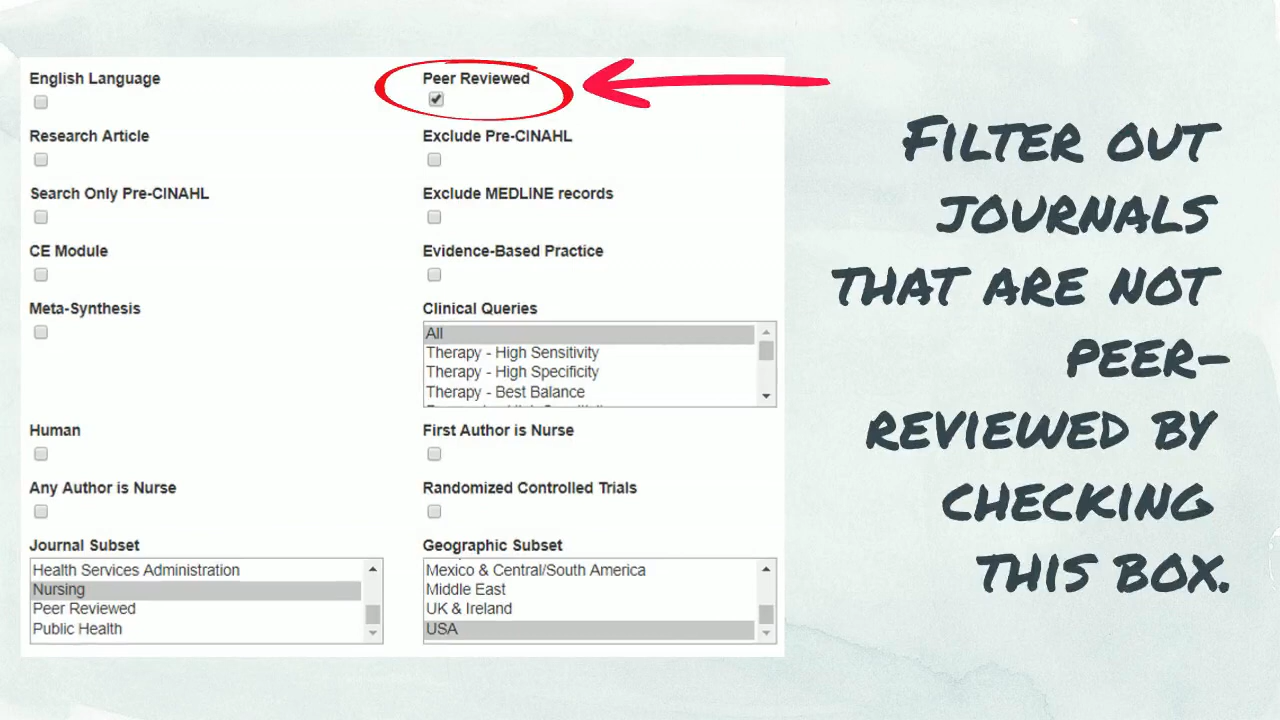 English Language
Peer Reviewed
Research Article
Exclude Pre-CINAHL
Search Only Pre-CINAHL
Exclude MEDLINE records
CE Module
Evidence-Based Practice
Meta-Synthesis
Clinical Queries
All
Therapy - High Sensitivity
Therapy - High Specificity
Therapy - Best Balance
Human
First Author is Nurse
Any Author is Nurse
Randomized Controlled Trials
Journal Subset
Health Services Administration
Nursing
Peer Reviewed
Public Health
Geographic Subset
Mexico & Central/South America
Middle East
UK & Ireland
USA
FILTER OUT
JOURNALS
THAT ARE NOT
PEER-
REVIEWED BY
CHECKING
THIS BOX.